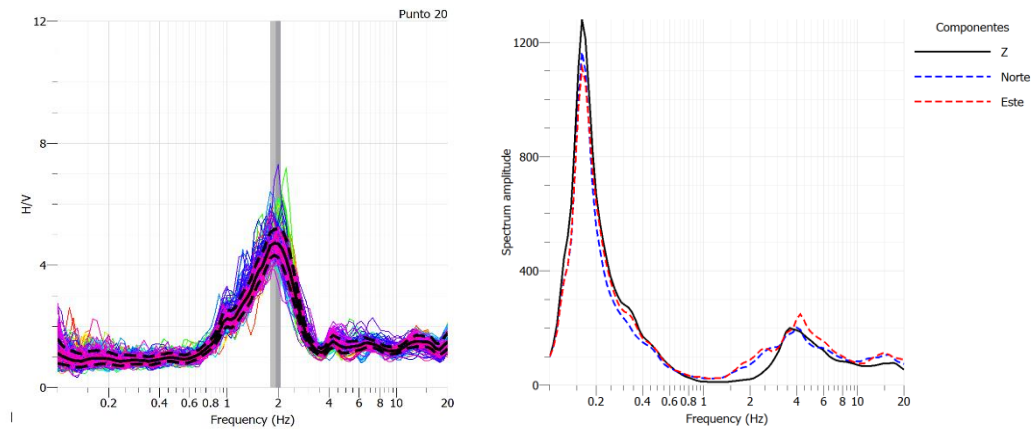 Punto 20
12
8
4
0
H/V
0.2 0.4 0.6 0.8 1 2 4 6 8 10 20
Frequency (Hz)
1200
800
400
0
Spectrum amplitude
0.2 0.4 0.6 0.8 1 2 4 6 8 10 20
Frequency (Hz)
Componentes
Z
Norte
Este